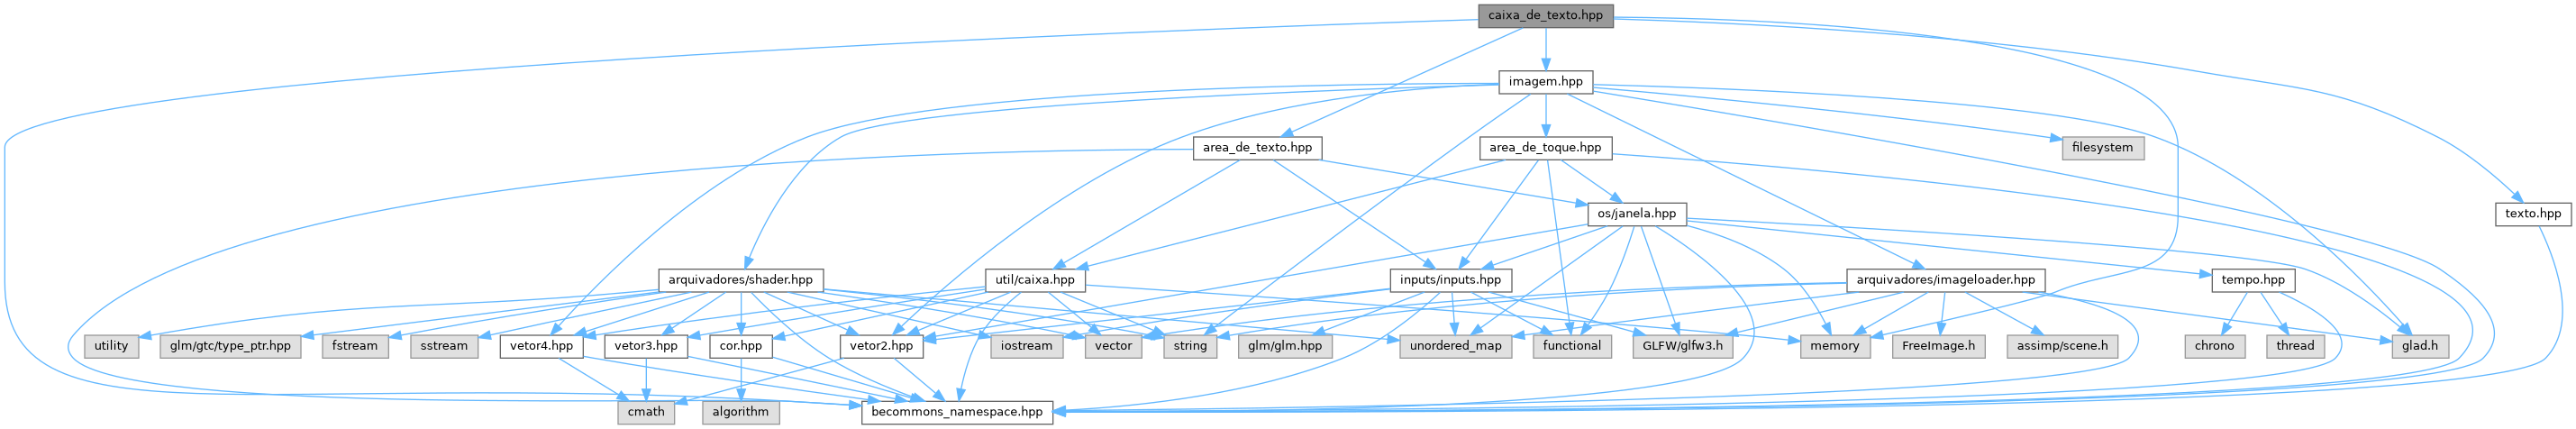 caixa_de_texto.hpp
imagem.hpp
area_de_texto.hpp
area_de_toque.hpp
filesystem
os/janela.hpp
texto.hpp
arquivadores/shader.hpp
util/caixa.hpp
inputs/inputs.hpp
arquivadores/imageloader.hpp
tempo.hpp
utility
glm/gtc/type_ptr.hpp
fstream
sstream
vetor4.hpp
vetor3.hpp
cor.hpp
vetor2.hpp
iostream
vector
string
glm/glm.hpp
unordered_map
functional
GLFW/glfw3.h
memory
FreeImage.h
assimp/scene.h
chrono
thread
glad.h
cmath
algorithm
becommons_namespace.hpp